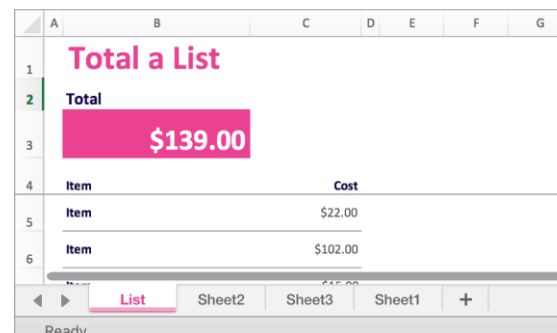 A B C D E F G
1 Total a List
2 Total
3 $139.00
4 Item Cost
5 Item $22.00
6 Item $102.00
List Sheet2 Sheet3 Sheet1 +
Ready